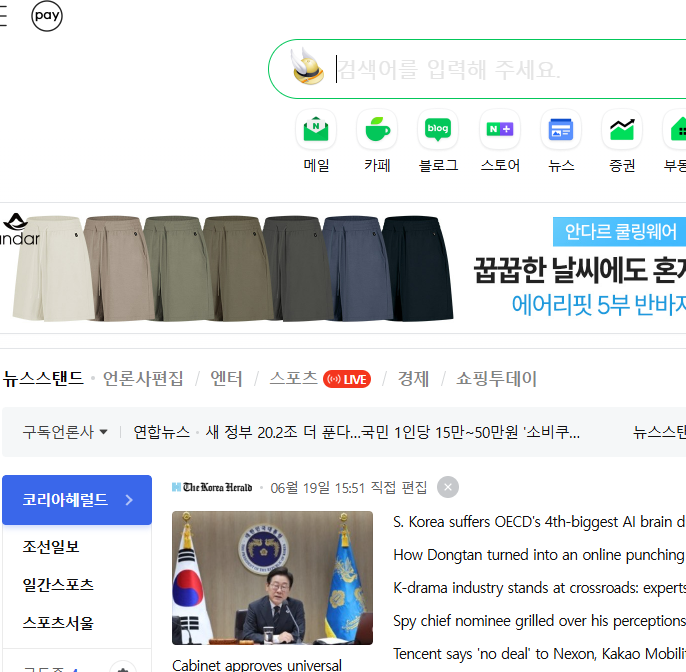 pay
검색어를 입력해 주세요.
N blog N+
메일 카페 블로그 스토어 뉴스 증권
andar
안다르 쿨링웨어
꿉꿉한 날씨에도 혼자
에어리핏 5부 반바지
뉴스스탠드 · 언론사편집 / 엔터 / 스포츠 LIVE / 경제 / 쇼핑투데이
구독언론사 연합뉴스 · 새 정부 20.2조 더 푼다...국민 1인당 15만~50만원 '소비쿠... 뉴스스탠
코리아헤럴드
조선일보
일간스포츠
스포츠서울
The Korea Herald · 06월 19일 15:51 직접 편집
Cabinet approves universal
S. Korea suffers OECD's 4th-biggest AI brain d
How Dongtan turned into an online punching
K-drama industry stands at crossroads: experts
Spy chief nominee grilled over his perceptions
Tencent says 'no deal' to Nexon, Kakao Mobili